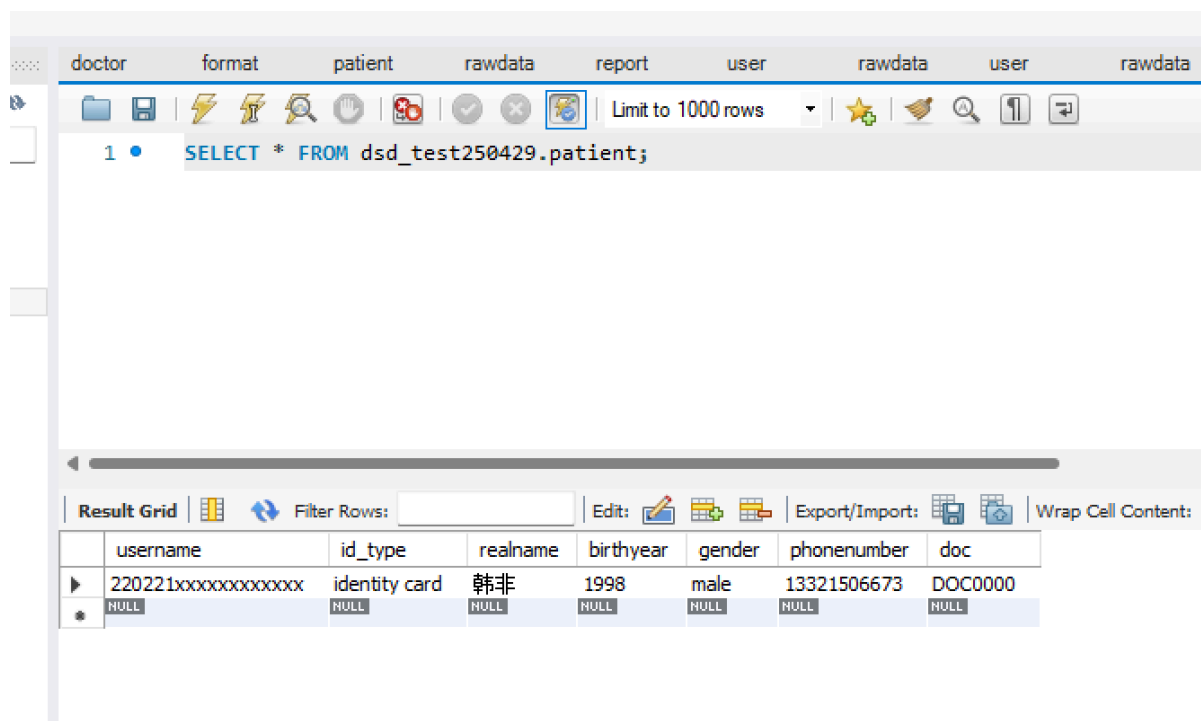 doctor format patient rawdata report user rawdata user rawdata
Limit to 1000 rows
1 SELECT * FROM dsd_test250429.patient;
Result Grid Filter Rows: Edit: Export/Import: Wrap Cell Content:
username id_type realname birthyear gender phonenumber doc
220221xxxxxxxxxxxx identity card 韩非 1998 male 13321506673 DOC0000
NULL NULL NULL NULL NULL NULL NULL